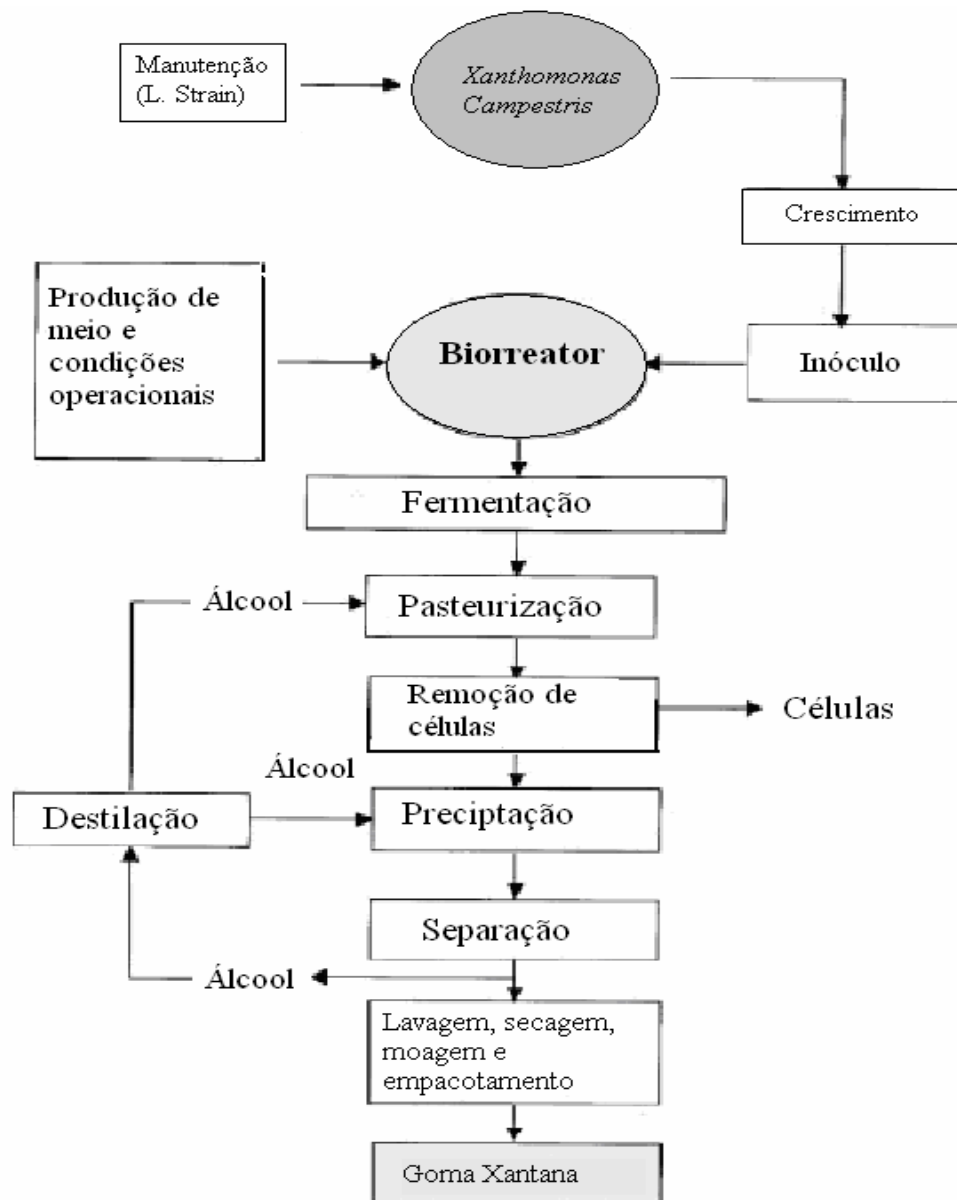 Manutenção
(L. Strain)
Xanthomonas
Campestris
Crescimento
Produção de
meio e
condições
operacionais
Biorreator
Inóculo
Fermentação
Álcool
Pasteurização
Remoção de
células
Células
Álcool
Destilação
Preciptação
Separação
Álcool
Lavagem, secagem,
moagem e
empacotamento
Goma Xantana